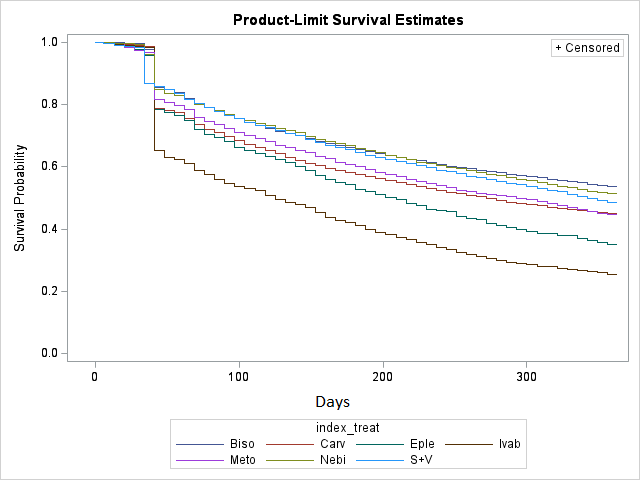 Product-Limit Survival Estimates
+ Censored
1.0
0.8
0.6
0.4
0.2
0.0
Survival Probability
0 100 200 300
Days
index_treat
Biso Carv Eple Ivab
Meto Nebi S+V